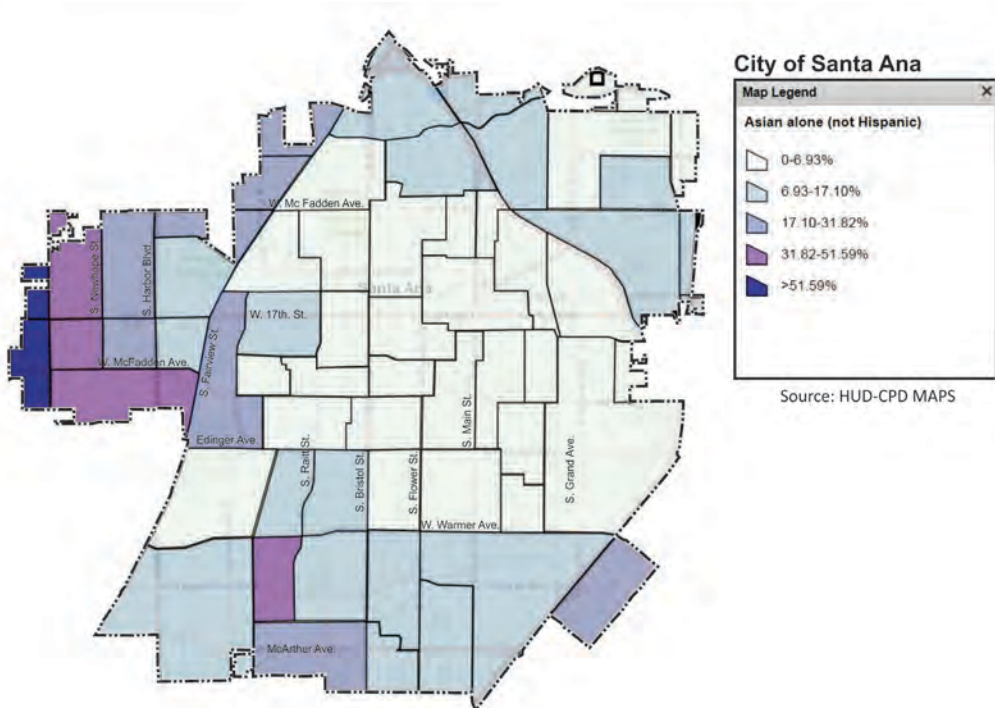 City of Santa Ana
Map Legend
Asian alone (not Hispanic)
0-6.93%
6.93-17.10%
17.10-31.82%
31.82-51.59%
>51.59%
Source: HUD-CPD MAPS
W. Mc Fadden Ave.
S. Newhope St.
S. Harbor Blvd.
Santa Ana
W. 17th. St.
S. Fairview St.
W. McFadden Ave.
Edinger Ave.
S. Raitt St.
S. Bristol St.
S. Flower St.
S. Main St.
S. Grand Ave.
W. Warmer Ave.
McArther Ave.